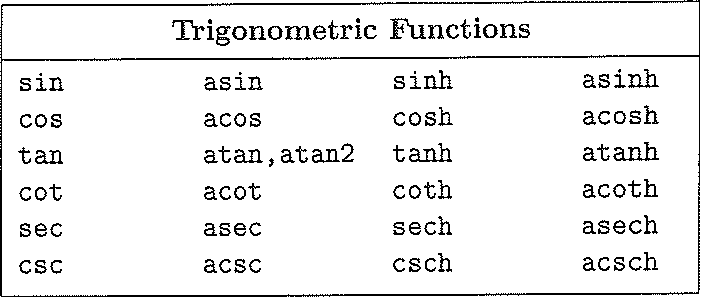 Trigonometric Functions
sin asin sinh asinh
cos acos cosh acosh
tan atan,atan2 tanh atanh
cot acot coth acoth
sec asec sech asech
csc acsc csch acsch